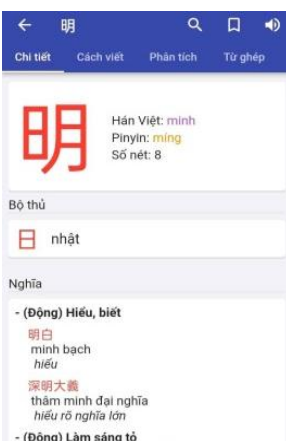 明
Chi tiết Cách viết Phân tích Từ ghép
明
Hán Việt: minh
Pinyin: míng
Số nét: 8
Bộ thủ
日 nhật
Nghĩa
- (Động) Hiểu, biết
明白
minh bạch
hiểu
深明大義
thâm minh đại nghĩa
hiểu rõ nghĩa lớn
- (Động) Làm sáng tỏ